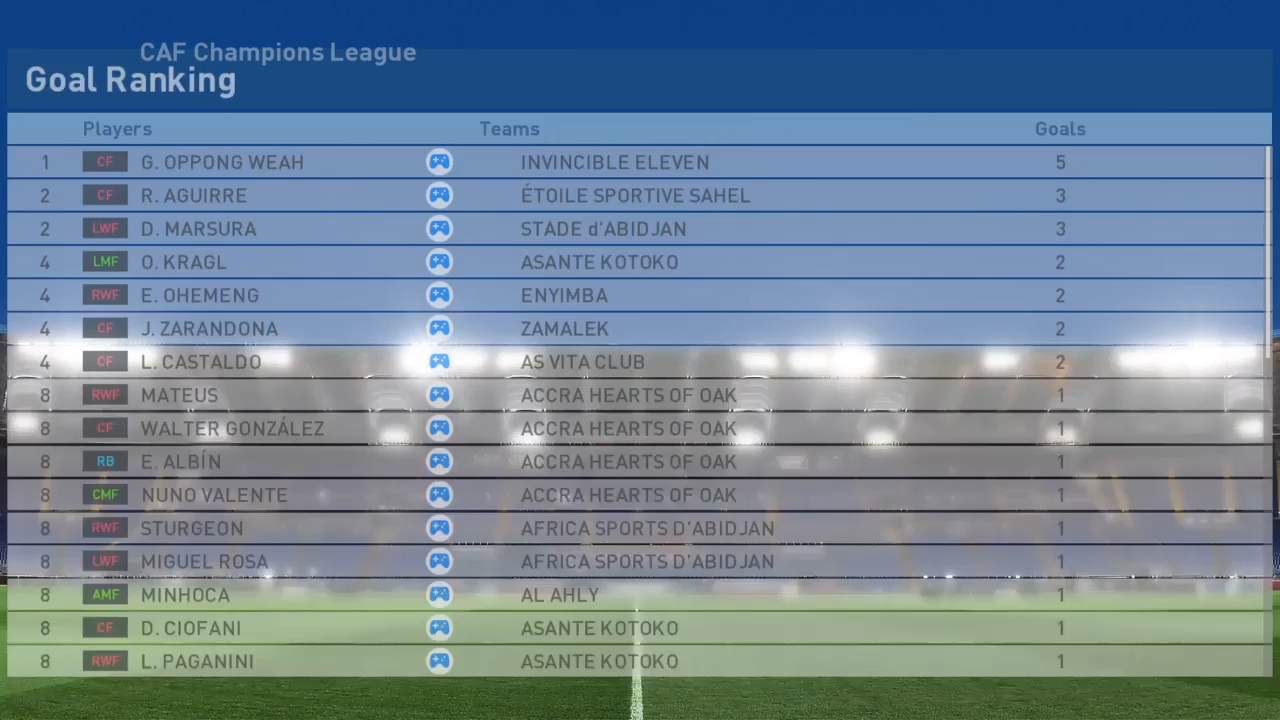 CAF Champions League
Goal Ranking
Players Teams Goals
1 CF G. OPPONG WEAH INVINCIBLE ELEVEN 5
2 CF R. AGUIRRE ÉTOILE SPORTIVE SAHEL 3
2 LWF D. MARSURA STADE d'ABIDJAN 3
4 LMF O. KRAGL ASANTE KOTOKO 2
4 RWF E. OHEMENG ENYIMBA 2
4 CF J. ZARANDONA ZAMALEK 2
4 CF L. CASTALDO AS VITA CLUB 2
8 RWF MATEUS ACCRA HEARTS OF OAK 1
8 CF WALTER GONZÁLEZ ACCRA HEARTS OF OAK 1
8 RB E. ALBÍN ACCRA HEARTS OF OAK 1
8 CMF NUNO VALENTE ACCRA HEARTS OF OAK 1
8 RWF STURGEON AFRICA SPORTS D'ABIDJAN 1
8 LWF MIGUEL ROSA AFRICA SPORTS D'ABIDJAN 1
8 AMF MINHOCA AL AHLY 1
8 CF D. CIOFANI ASANTE KOTOKO 1
8 RWF L. PAGANINI ASANTE KOTOKO 1